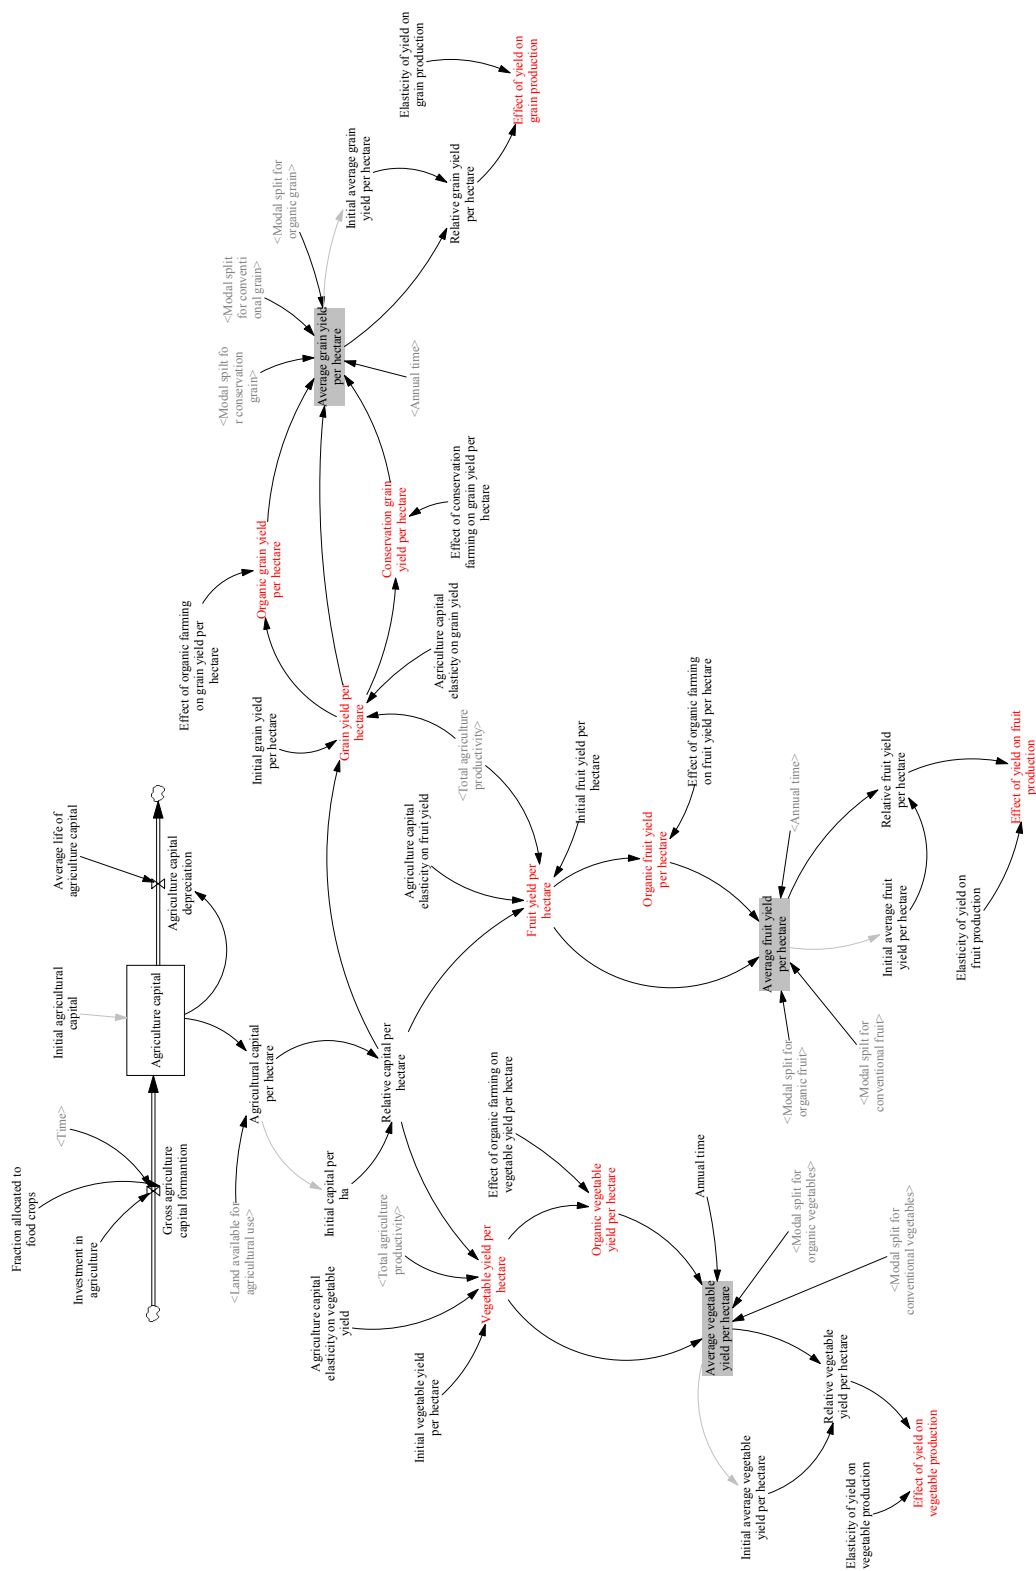 Fraction allocated to
food crops
<Time>
Investment in
agriculture
Gross agriculture
capital formantion
Initial agricultural
capital
Agriculture capital
Average life of
agriculture capital
Agriculture capital
depreciation
<Land available for
agricultural use>
Agricultural capital
per hectare
Initial capital per
ha
Relative capital per
hectare
Agriculture capital
elasticity on vegetable
yield
<Total agriculture
productivity>
Initial vegetable yield
per hectare
Vegetable yield per
hectare
Effect of organic farming on
vegetable yield per hectare
Organic vegetable
yield per hectare
Annual time
Average vegetable
yield per hectare
<Modal split for
organic vegetables>
<Modal split for
conventional vegetables>
Initial average vegetable
yield per hectare
Relative vegetable
yield per hectare
Elasticity of yield on
vegetable production
Effect of yield on
vegetable production
Agriculture capital
elasticity on fruit yield
<Total agriculture
productivity>
Fruit yield per
hectare
Initial fruit yield per
hectare
Organic fruit yield
per hectare
Effect of organic farming
on fruit yield per hectare
Average fruit yield
per hectare
<Annual time>
<Modal split for
organic fruit>
<Modal spilt for
conventional fruit>
Initial average fruit
yield per hectare
Relative fruit yield
per hectare
Elasticity of yield on
fruit production
Effect of yield on fruit
production
Effect of organic farming
on grain yield per
hectare
Initial grain yield
per hectare
Grain yield per
hectare
Agriculture capital
elasticty on grain yield
Organic grain yield
per hectare
Conservation grain
yield per hectare
Effect of conservation
farming on grain yield per
hectare
<Modal spilt fo
r conservation
grain>
<Modal split
for conventi
onal grain>
<Modal split for
organic grain>
Average grain yield
per hectare
<Annual time>
Initial average grain
yield per hectare
Relative grain yield
per hectare
Elasticity of yield on
grain production
Effect of yield on
grain production